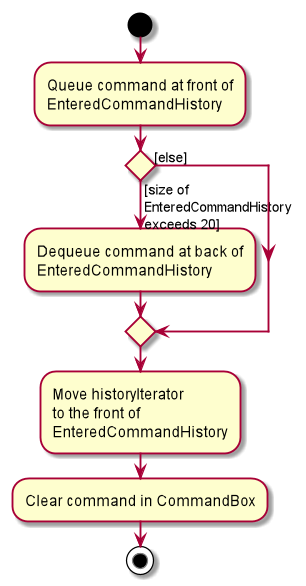 Queue command at front of
EnteredCommandHistory
[else]
[size of
EnteredCommandHistory
exceeds 20]
Dequeue command at back of
EnteredCommandHistory
Move historyIterator
to the front of
EnteredCommandHistory
Clear command in CommandBox